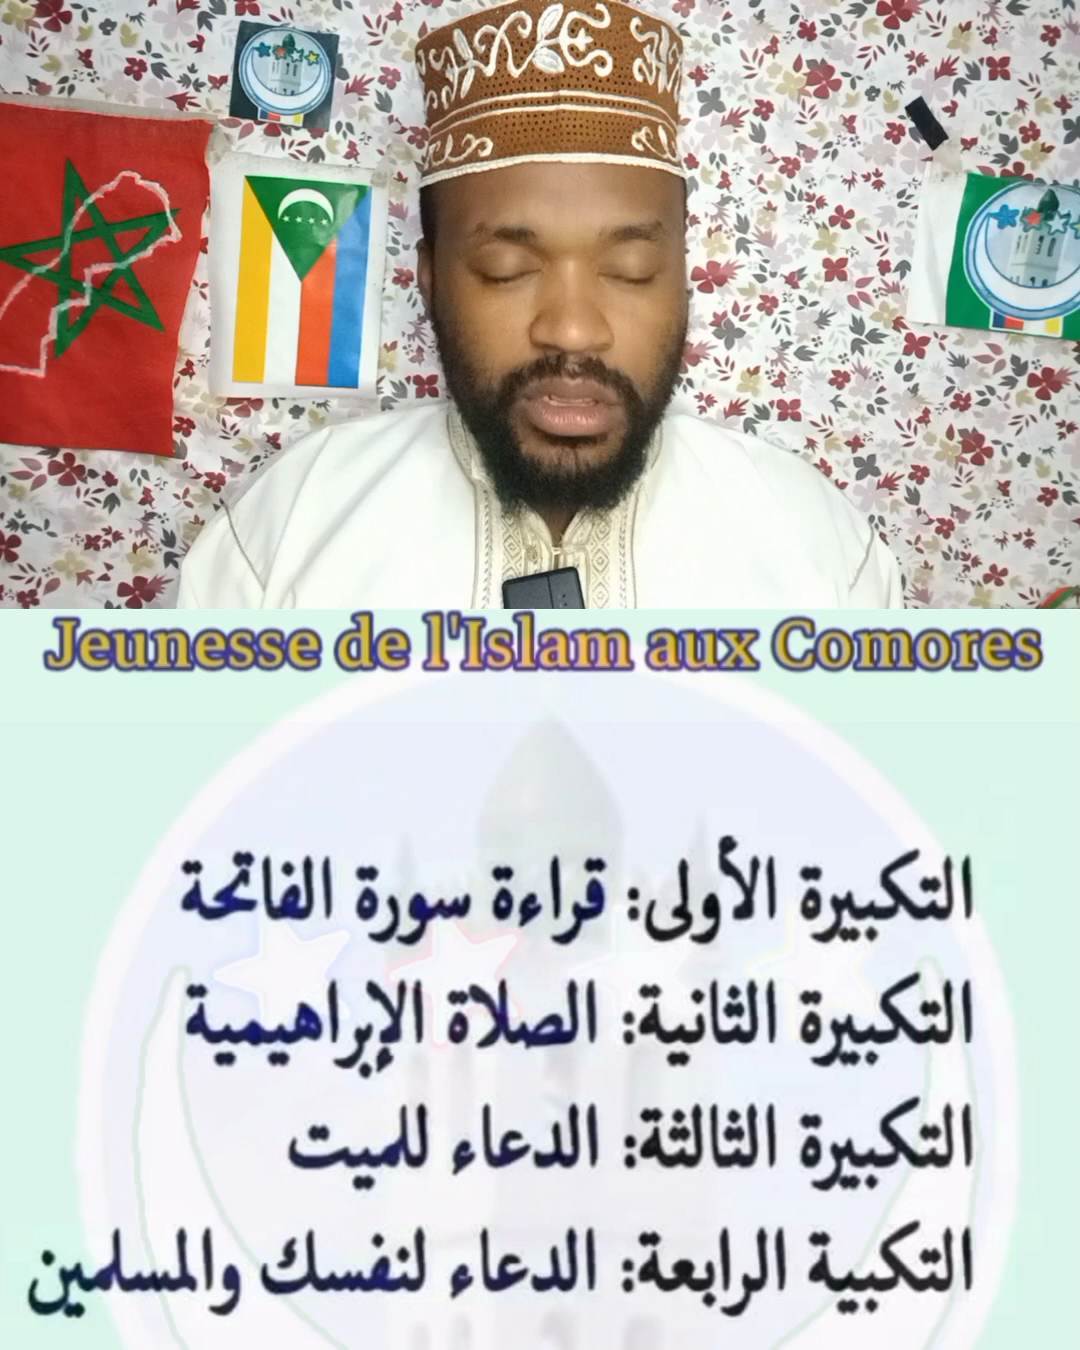 Jeunesse de l'Islam aux Comores
التكبيرة الأولى: قراءة سورة الفاتحة
التكبيرة الثانية: الصلاة الإبراهيمية
التكبيرة الثالثة: الدعاء للميت
التكبية الرابعة: الدعاء لنفسك والمسلمين